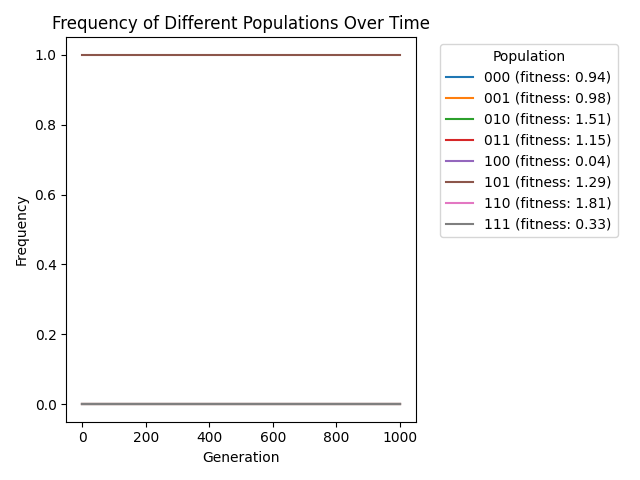 Frequency of Different Populations Over Time
Frequency
1.0
0.8
0.6
0.4
0.2
0.0
0 200 400 600 800 1000
Generation
Population
000 (fitness: 0.94)
001 (fitness: 0.98)
010 (fitness: 1.51)
011 (fitness: 1.15)
100 (fitness: 0.04)
101 (fitness: 1.29)
110 (fitness: 1.81)
111 (fitness: 0.33)